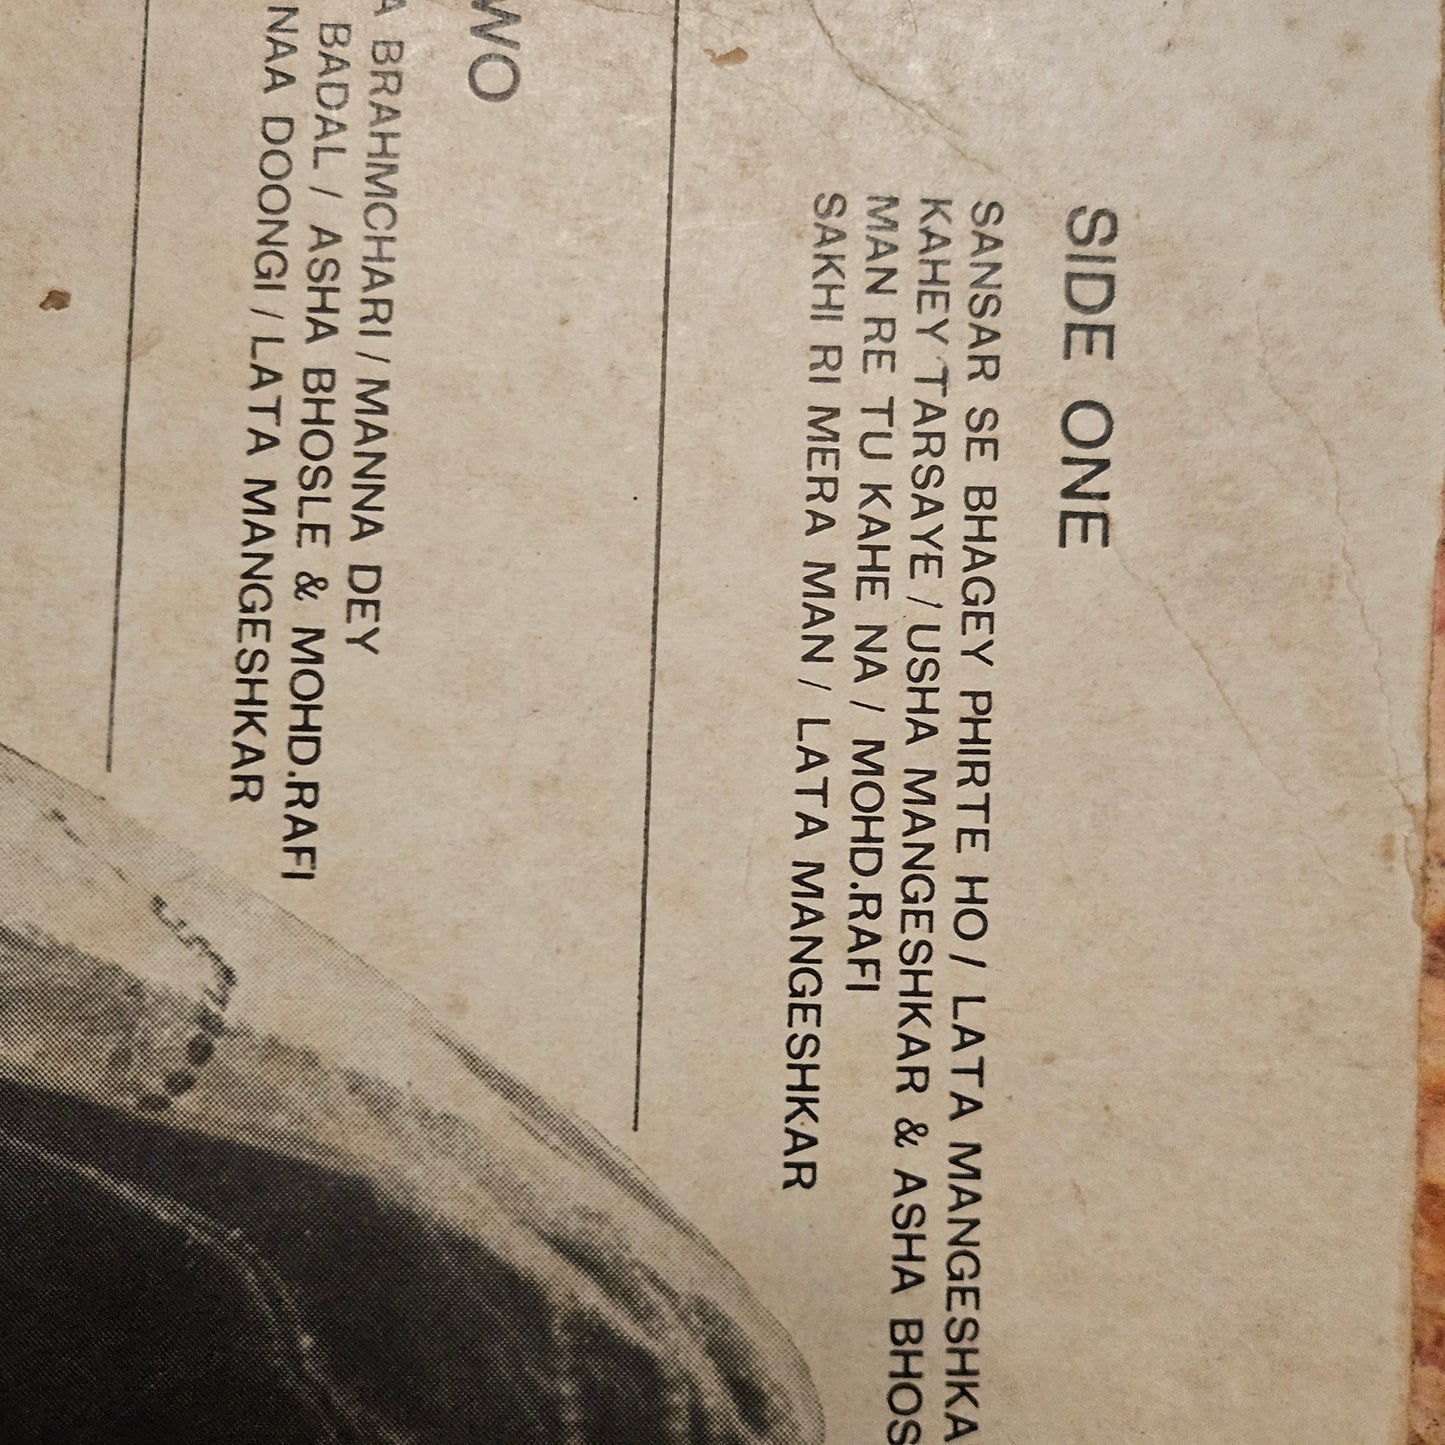 SIDE ONE
SANSAR SE BHAGEY PHIRTE HO / LATA MANGESHKA
KAHEY TARSAYE / USHA MANGESHKAR & ASHA BHOS
MAN RE TU KAHE NA / MOHD.RAFI
SAKHI RI MERA MAN / LATA MANGESHKAR
WO
A BRAHMCHARI / MANNA DEY
BADAL / ASHA BHOSLE & MOHD.RAFI
NAA DOONGI / LATA MANGESHKAR